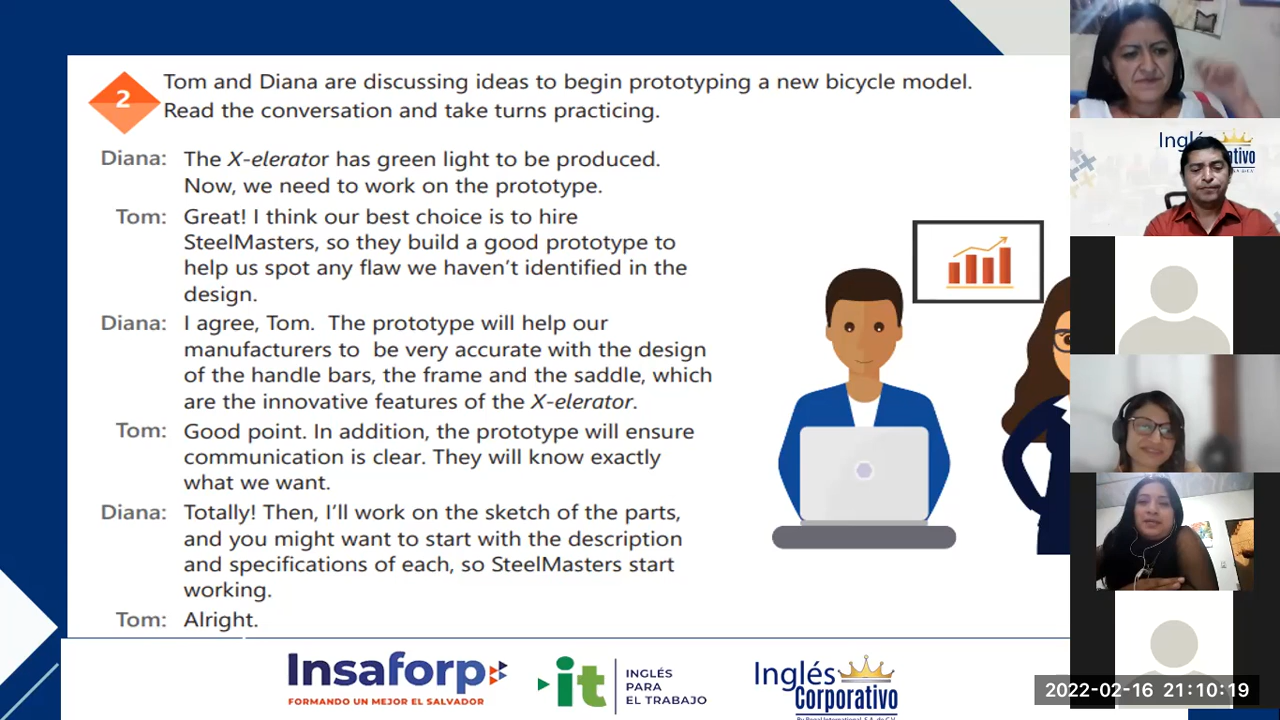 2
Tom and Diana are discussing ideas to begin prototyping a new bicycle model.
Read the conversation and take turns practicing.
Diana: The X-elerator has green light to be produced.
Now, we need to work on the prototype.
Tom: Great! I think our best choice is to hire
SteelMasters, so they build a good prototype to
help us spot any flaw we haven't identified in the
design.
Diana: I agree, Tom. The prototype will help our
manufacturers to be very accurate with the design
of the handle bars, the frame and the saddle, which
are the innovative features of the X-elerator.
Tom: Good point. In addition, the prototype will ensure
communication is clear. They will know exactly
what we want.
Diana: Totally! Then, I'll work on the sketch of the parts,
and you might want to start with the description
and specifications of each, so SteelMasters start
working.
Tom: Alright.
Insaforp
FORMANDO UN MEJOR EL SALVADOR
it
INGLÉS
PARA
EL TRABAJO
Inglés
Corporativo
Inglés
2022-02-16 21:10:19